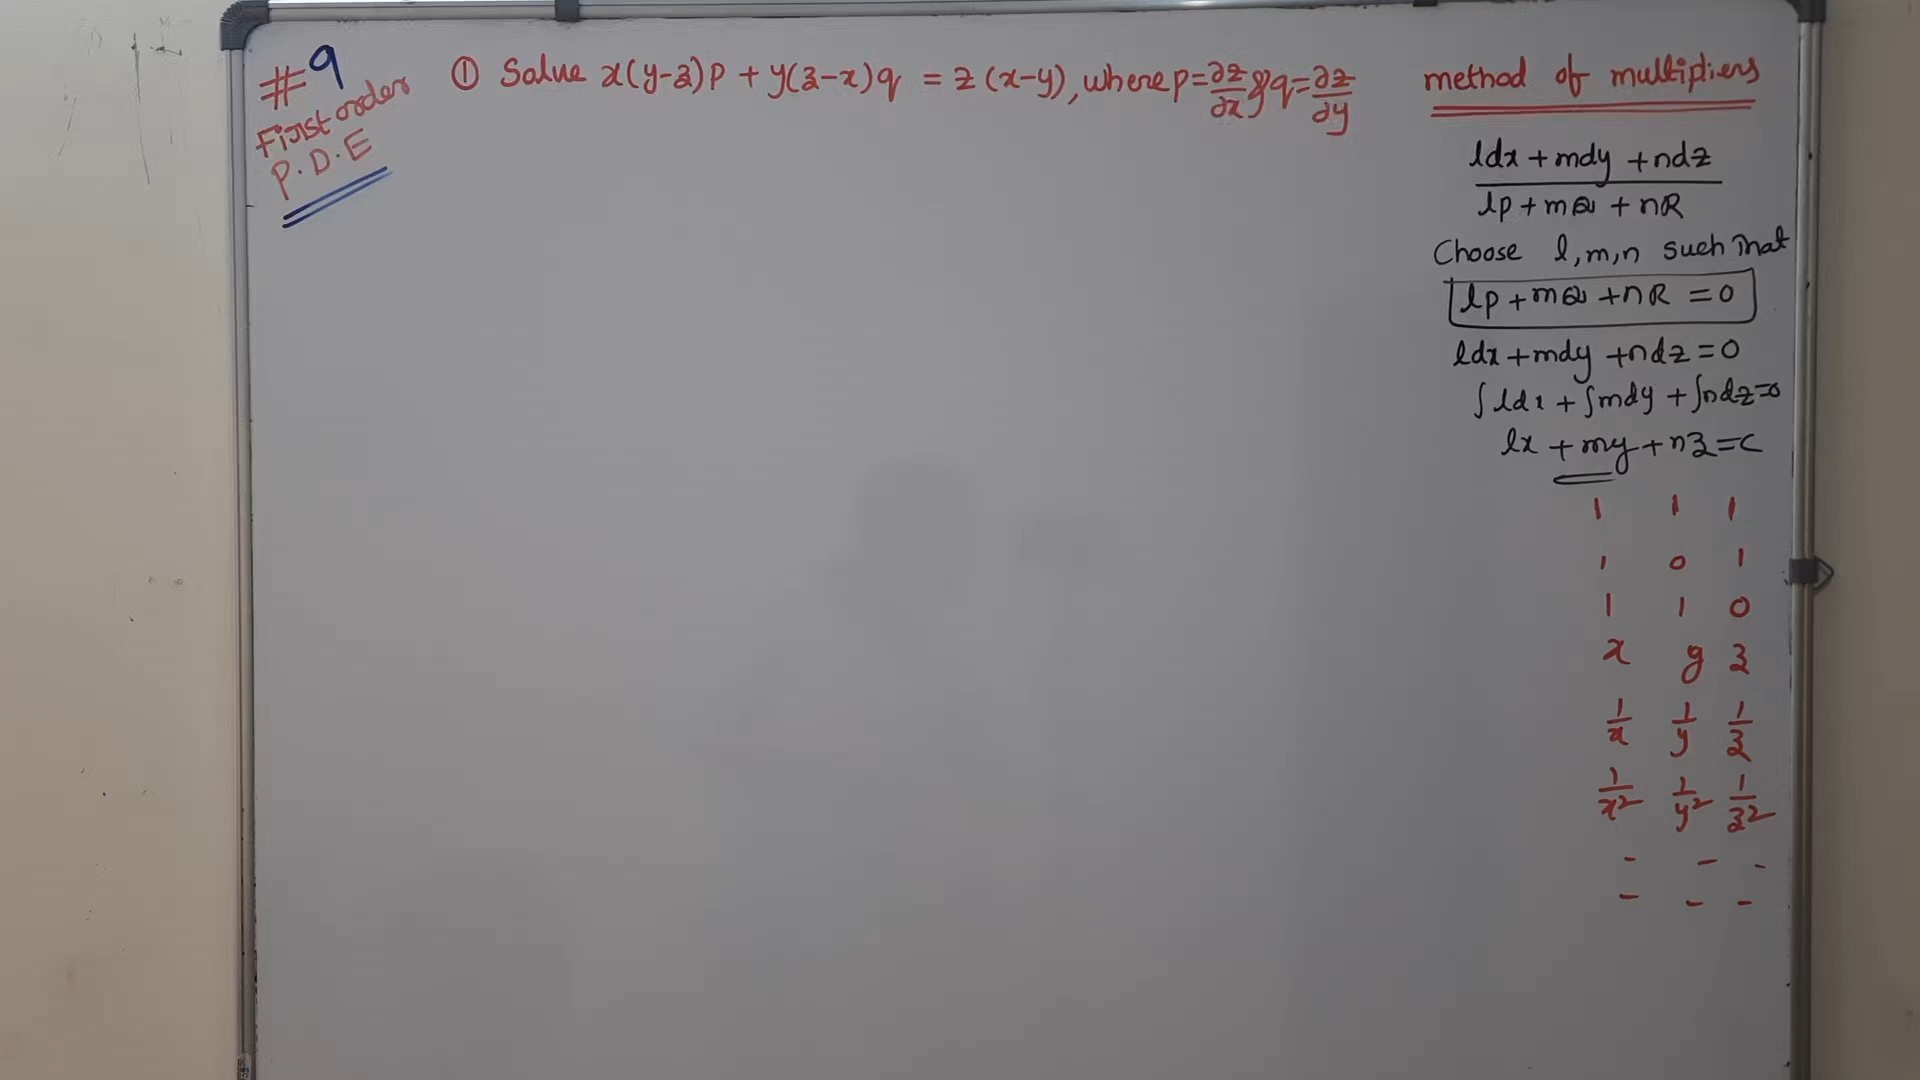 #9
First order
P.D.E
① Solve x(y-z)p + y(z-x)q = z(x-y), where p=∂z/∂x & q=∂z/∂y
method of multipliers
ldx + mdy + ndz
lp + mQ + nR
Choose l,m,n such that
lp + mQ + nR = 0
ldx + mdy + ndz = 0
∫ldx + ∫mdy + ∫ndz=0
lx + my + nz = c
1 1 1
1 0 1
1 1 0
x y z
1/x 1/y 1/z
1/x² 1/y² 1/z²
- - -
- - -